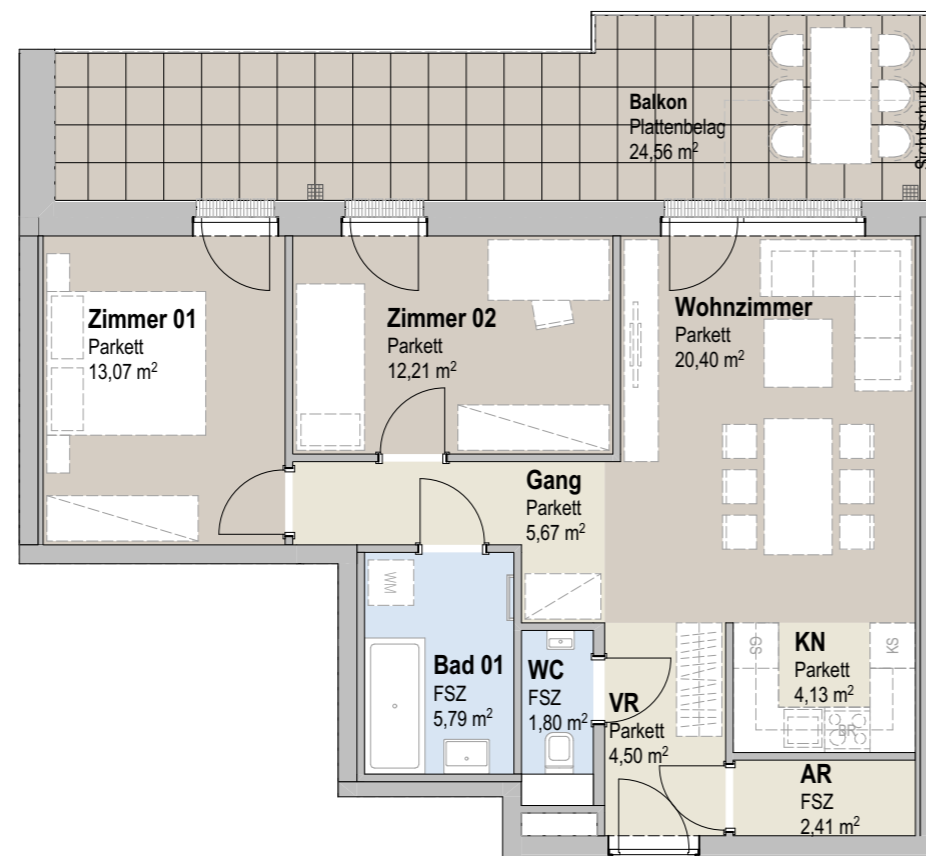 Balkon
Plattenbelag
24,56 m²
Sichtschutz
Zimmer 01
Parkett
13,07 m²
Zimmer 02
Parkett
12,21 m²
Wohnzimmer
Parkett
20,40 m²
Gang
Parkett
5,67 m²
WM
Bad 01
FSZ
5,79 m²
WC
FSZ
1,80 m²
VR
Parkett
4,50 m²
GS
KN
Parkett
4,13 m²
KS
BR
AR
FSZ
2,41 m²